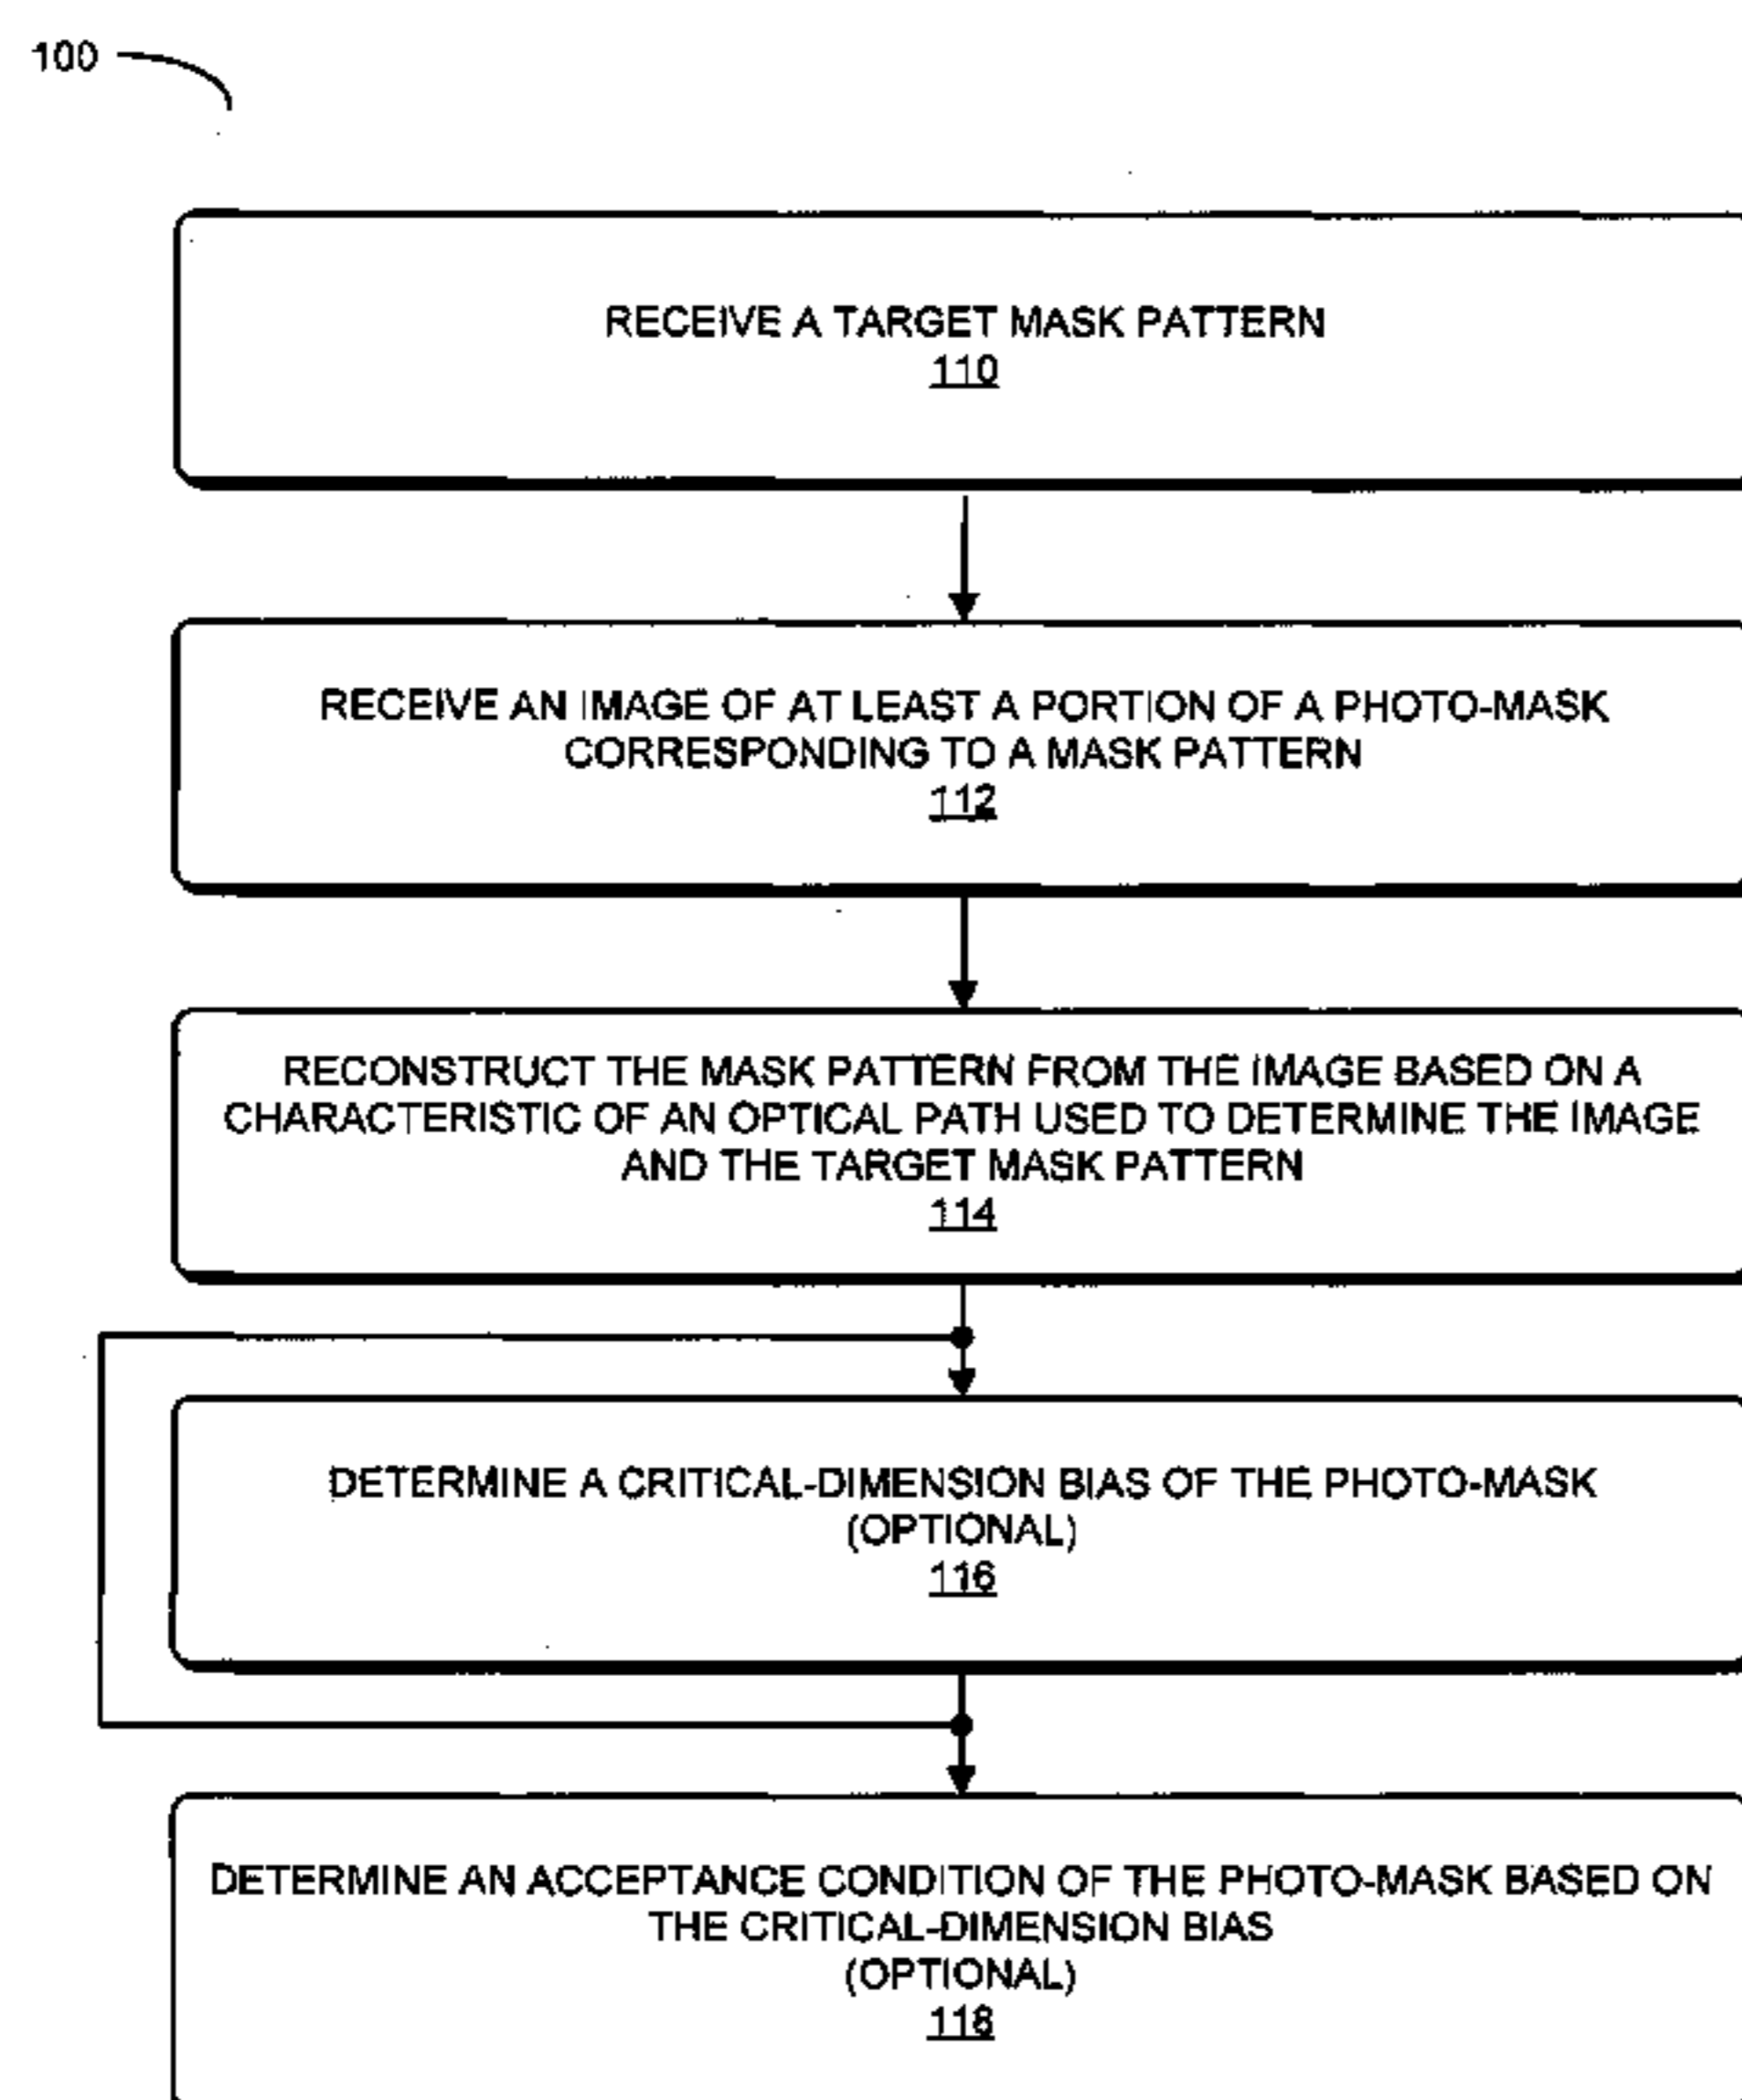 100
RECEIVE A TARGET MASK PATTERN
110
RECEIVE AN IMAGE OF AT LEAST A PORTION OF A PHOTO-MASK
CORRESPONDING TO A MASK PATTERN
112
RECONSTRUCT THE MASK PATTERN FROM THE IMAGE BASED ON A
CHARACTERISTIC OF AN OPTICAL PATH USED TO DETERMINE THE IMAGE
AND THE TARGET MASK PATTERN
114
DETERMINE A CRITICAL-DIMENSION BIAS OF THE PHOTO-MASK
(OPTIONAL)
116
DETERMINE AN ACCEPTANCE CONDITION OF THE PHOTO-MASK BASED ON
THE CRITICAL-DIMENSION BIAS
(OPTIONAL)
118